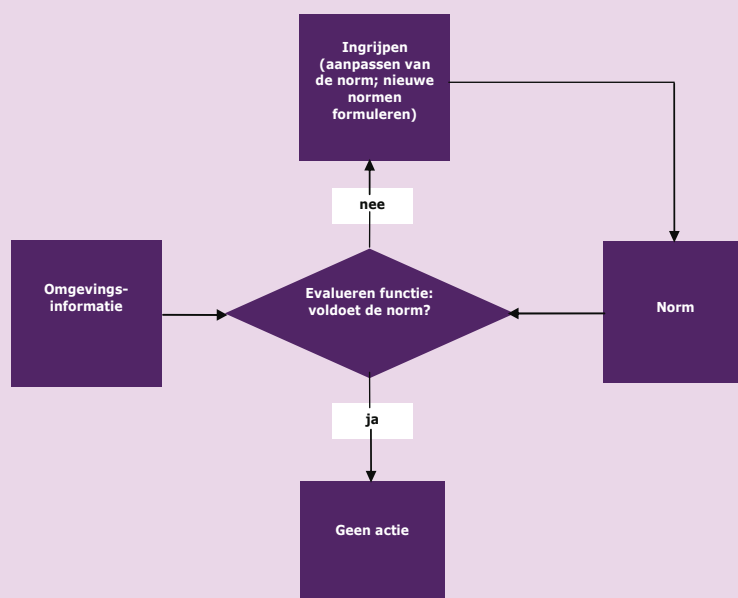 Ingrijpen
(aanpassen van
de norm; nieuwe
normen
formuleren)
nee
Omgevings-
informatie
Evalueren functie:
voldoet de norm?
Norm
ja
Geen actie